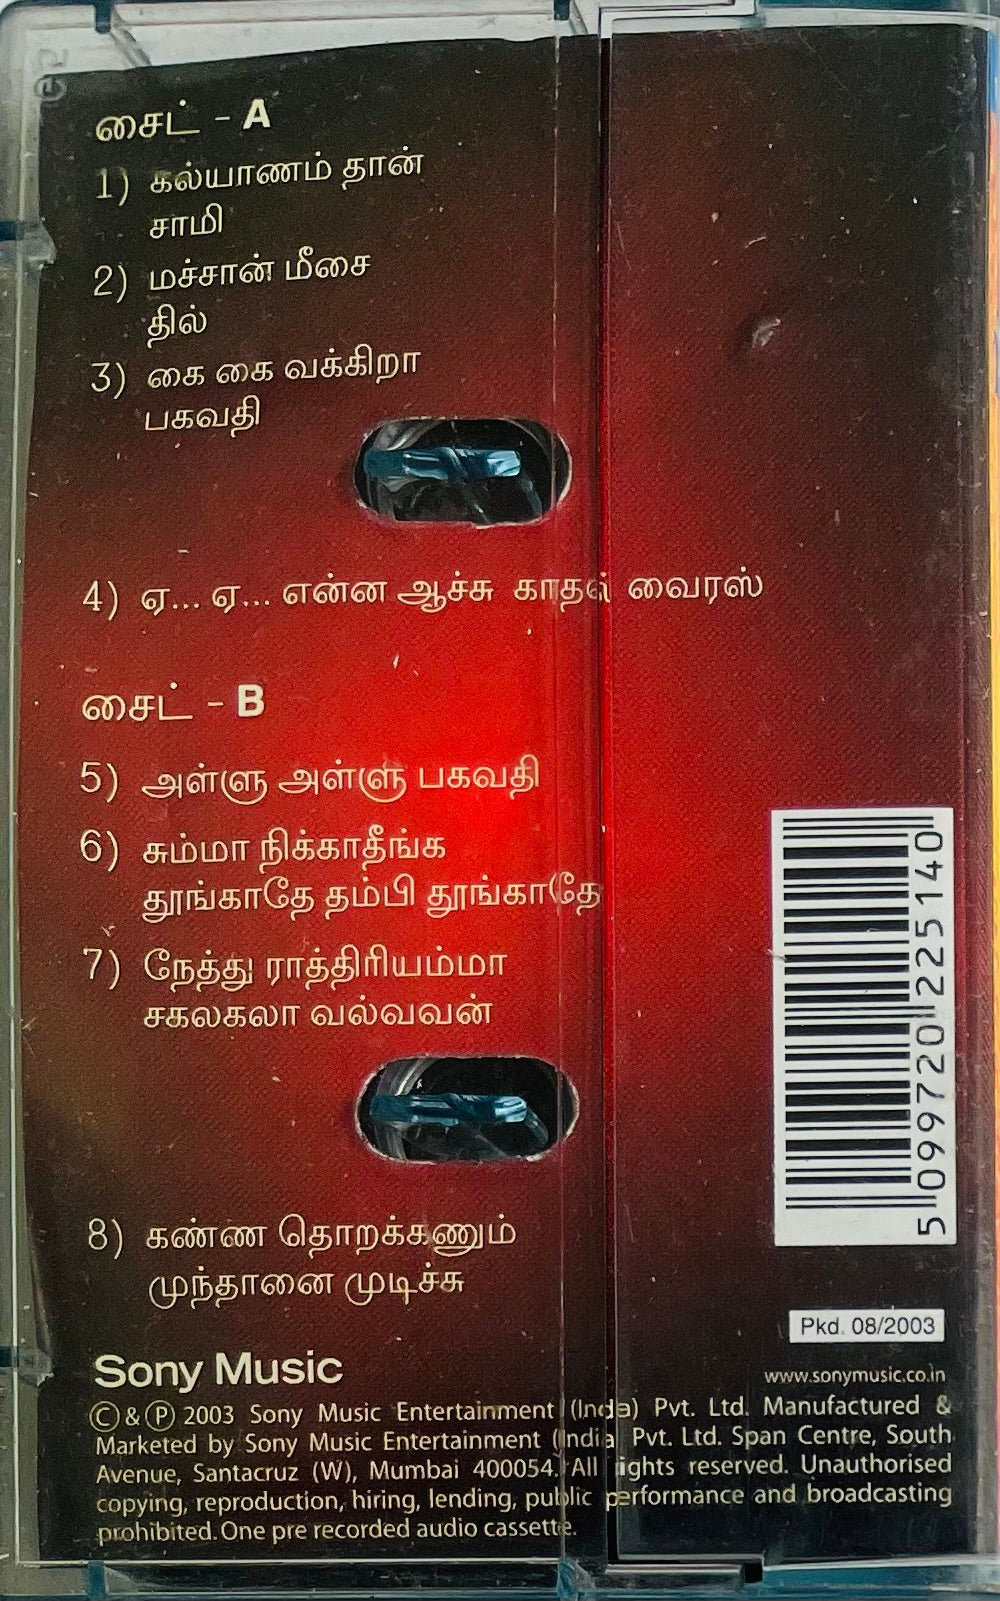 சைட் - A
1) கல்யாணம் தான்
சாமி
2) மச்சான் மீசை
தில்
3) கை கை வக்கிறா
பகவதி
4) ஏ... ஏ... என்ன ஆச்சு காதல் வைரஸ்
சைட் - B
5) அள்ளு அள்ளு பகவதி
6) சும்மா நிக்காதீங்க
தூங்காதே தம்பி தூங்காதே
7) நேத்து ராத்திரியம்மா
சகலகலா வல்வவன்
8) கண்ண தொறக்கணும்
முந்தானை முடிச்சு
5 099720 225140
Pkd. 08/2003
Sony Music
www.sonymusic.co.in
© & ℗ 2003 Sony Music Entertainment (India) Pvt. Ltd. Manufactured &
Marketed by Sony Music Entertainment (India Pvt. Ltd. Span Centre, South
Avenue, Santacruz (W), Mumbai 400054. All rights reserved. Unauthorised
copying, reproduction, hiring, lending, public performance and broadcasting
prohibited. One pre recorded audio cassette.